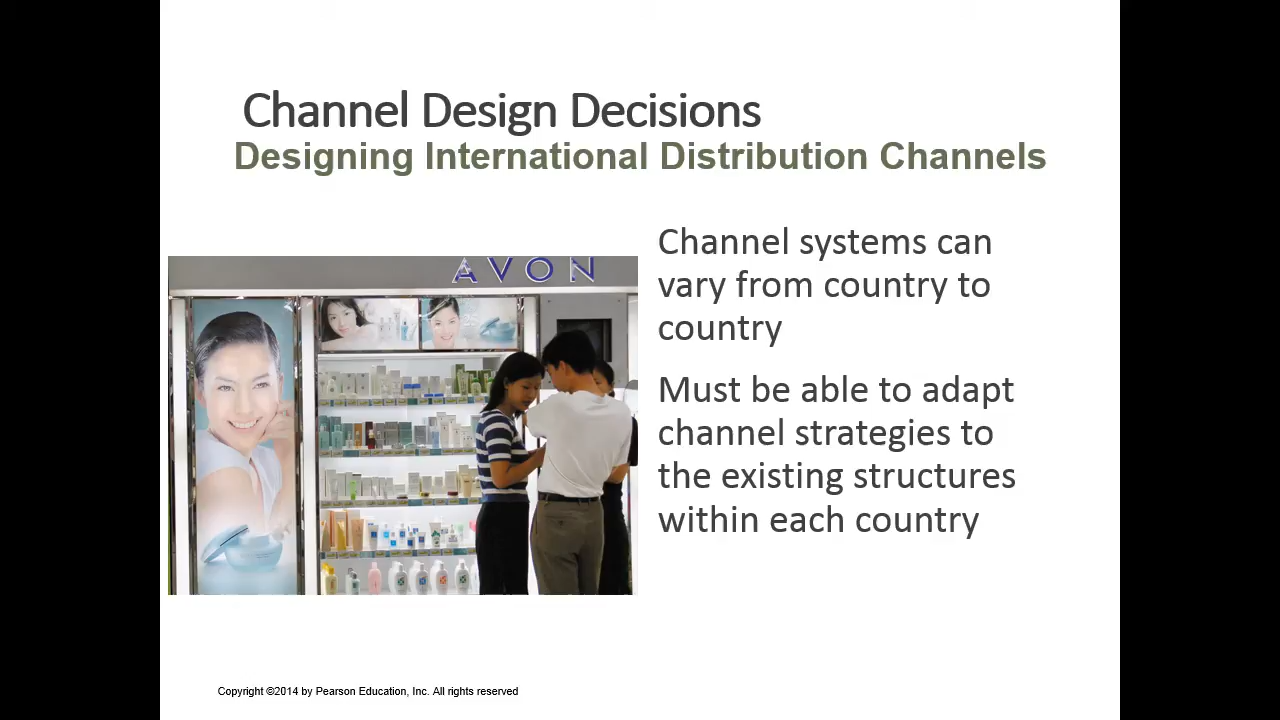 Channel Design Decisions
Designing International Distribution Channels
AVON
Channel systems can
vary from country to
country
Must be able to adapt
channel strategies to
the existing structures
within each country
Copyright ©2014 by Pearson Education, Inc. All rights reserved